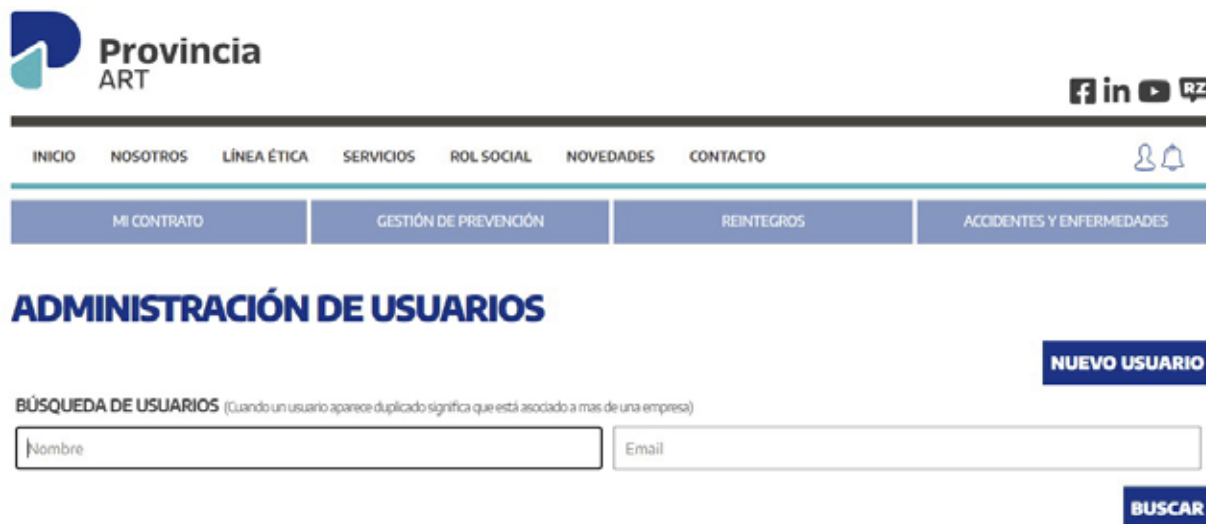 Provincia
ART
RZ
INICIO NOSOTROS LÍNEA ÉTICA SERVICIOS ROL SOCIAL NOVEDADES CONTACTO
MI CONTRATO GESTIÓN DE PREVENCIÓN REINTEGROS ACCIDENTES Y ENFERMEDADES
ADMINISTRACIÓN DE USUARIOS
NUEVO USUARIO
BÚSQUEDA DE USUARIOS (Cuando un usuario aparece duplicado significa que está asociado a mas de una empresa)
Nombre Email
BUSCAR